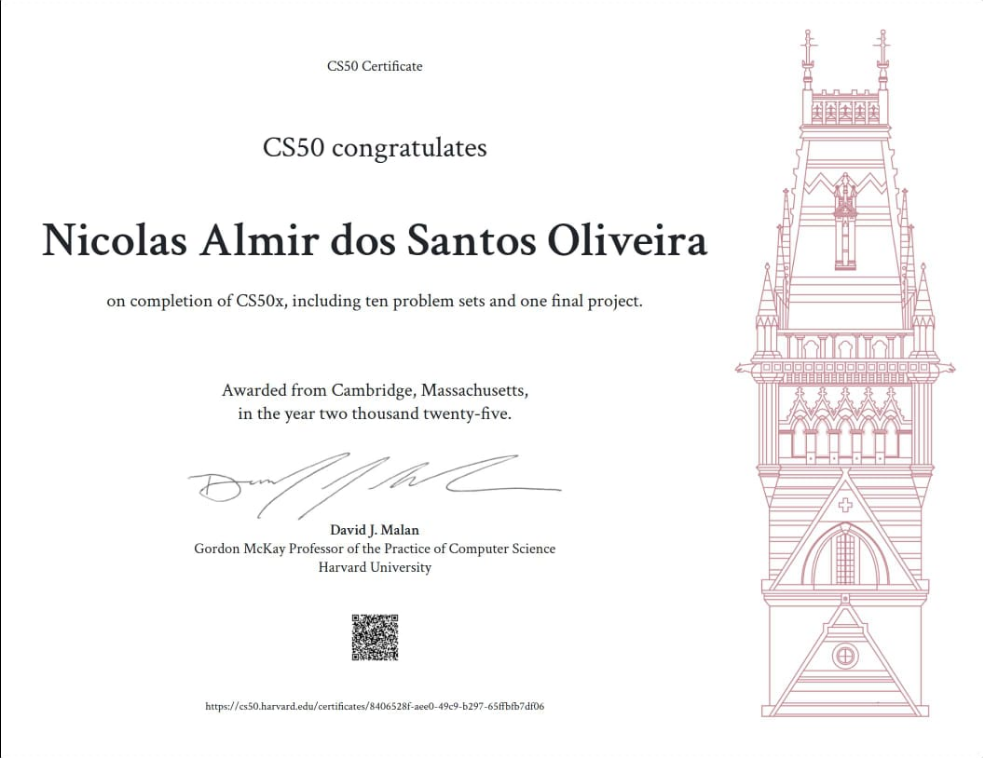 CS50 Certificate
CS50 congratulates
Nicolas Almir dos Santos Oliveira
on completion of CS50x, including ten problem sets and one final project.
Awarded from Cambridge, Massachusetts,
in the year two thousand twenty-five.
David J. Malan
Gordon McKay Professor of the Practice of Computer Science
Harvard University
https://cs50.harvard.edu/certificates/8406528f-aee0-49c9-b297-65ffbfb7df06